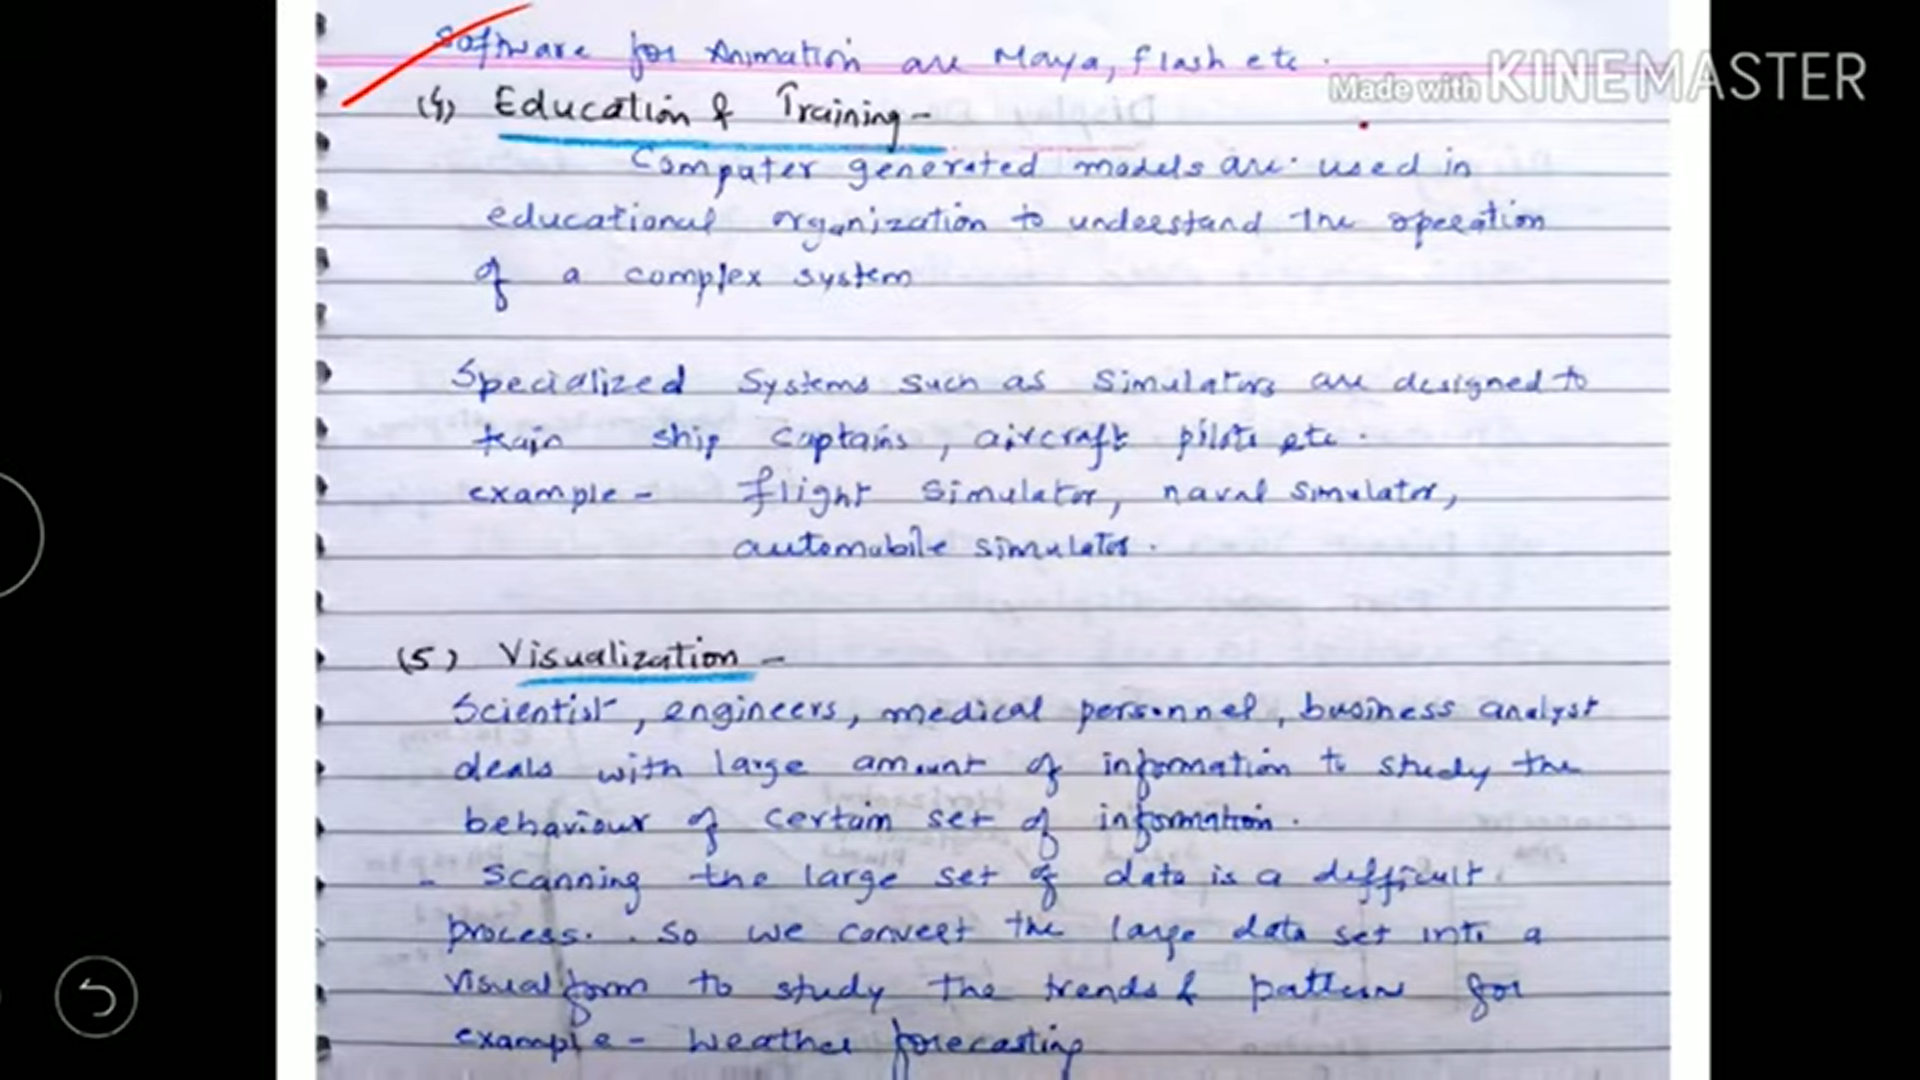 Software for Animation are Maya, flash etc.
Made with KINEMASTER
(4) Education & Training -
Computer generated models are used in
educational organization to understand the operation
of a complex system
Specialized Systems such as simulators are designed to
train ship captains, aircraft pilots etc.
example - flight simulator, naval simulator,
automobile simulator.
(5) Visualization -
Scientist, engineers, medical personnel, business analyst
deals with large amount of information to study the
behaviour of certain set of information.
- Scanning the large set of data is a difficult
process. So we convert the large data set into a
visual form to study the trends & pattern for
example - Weather forecasting